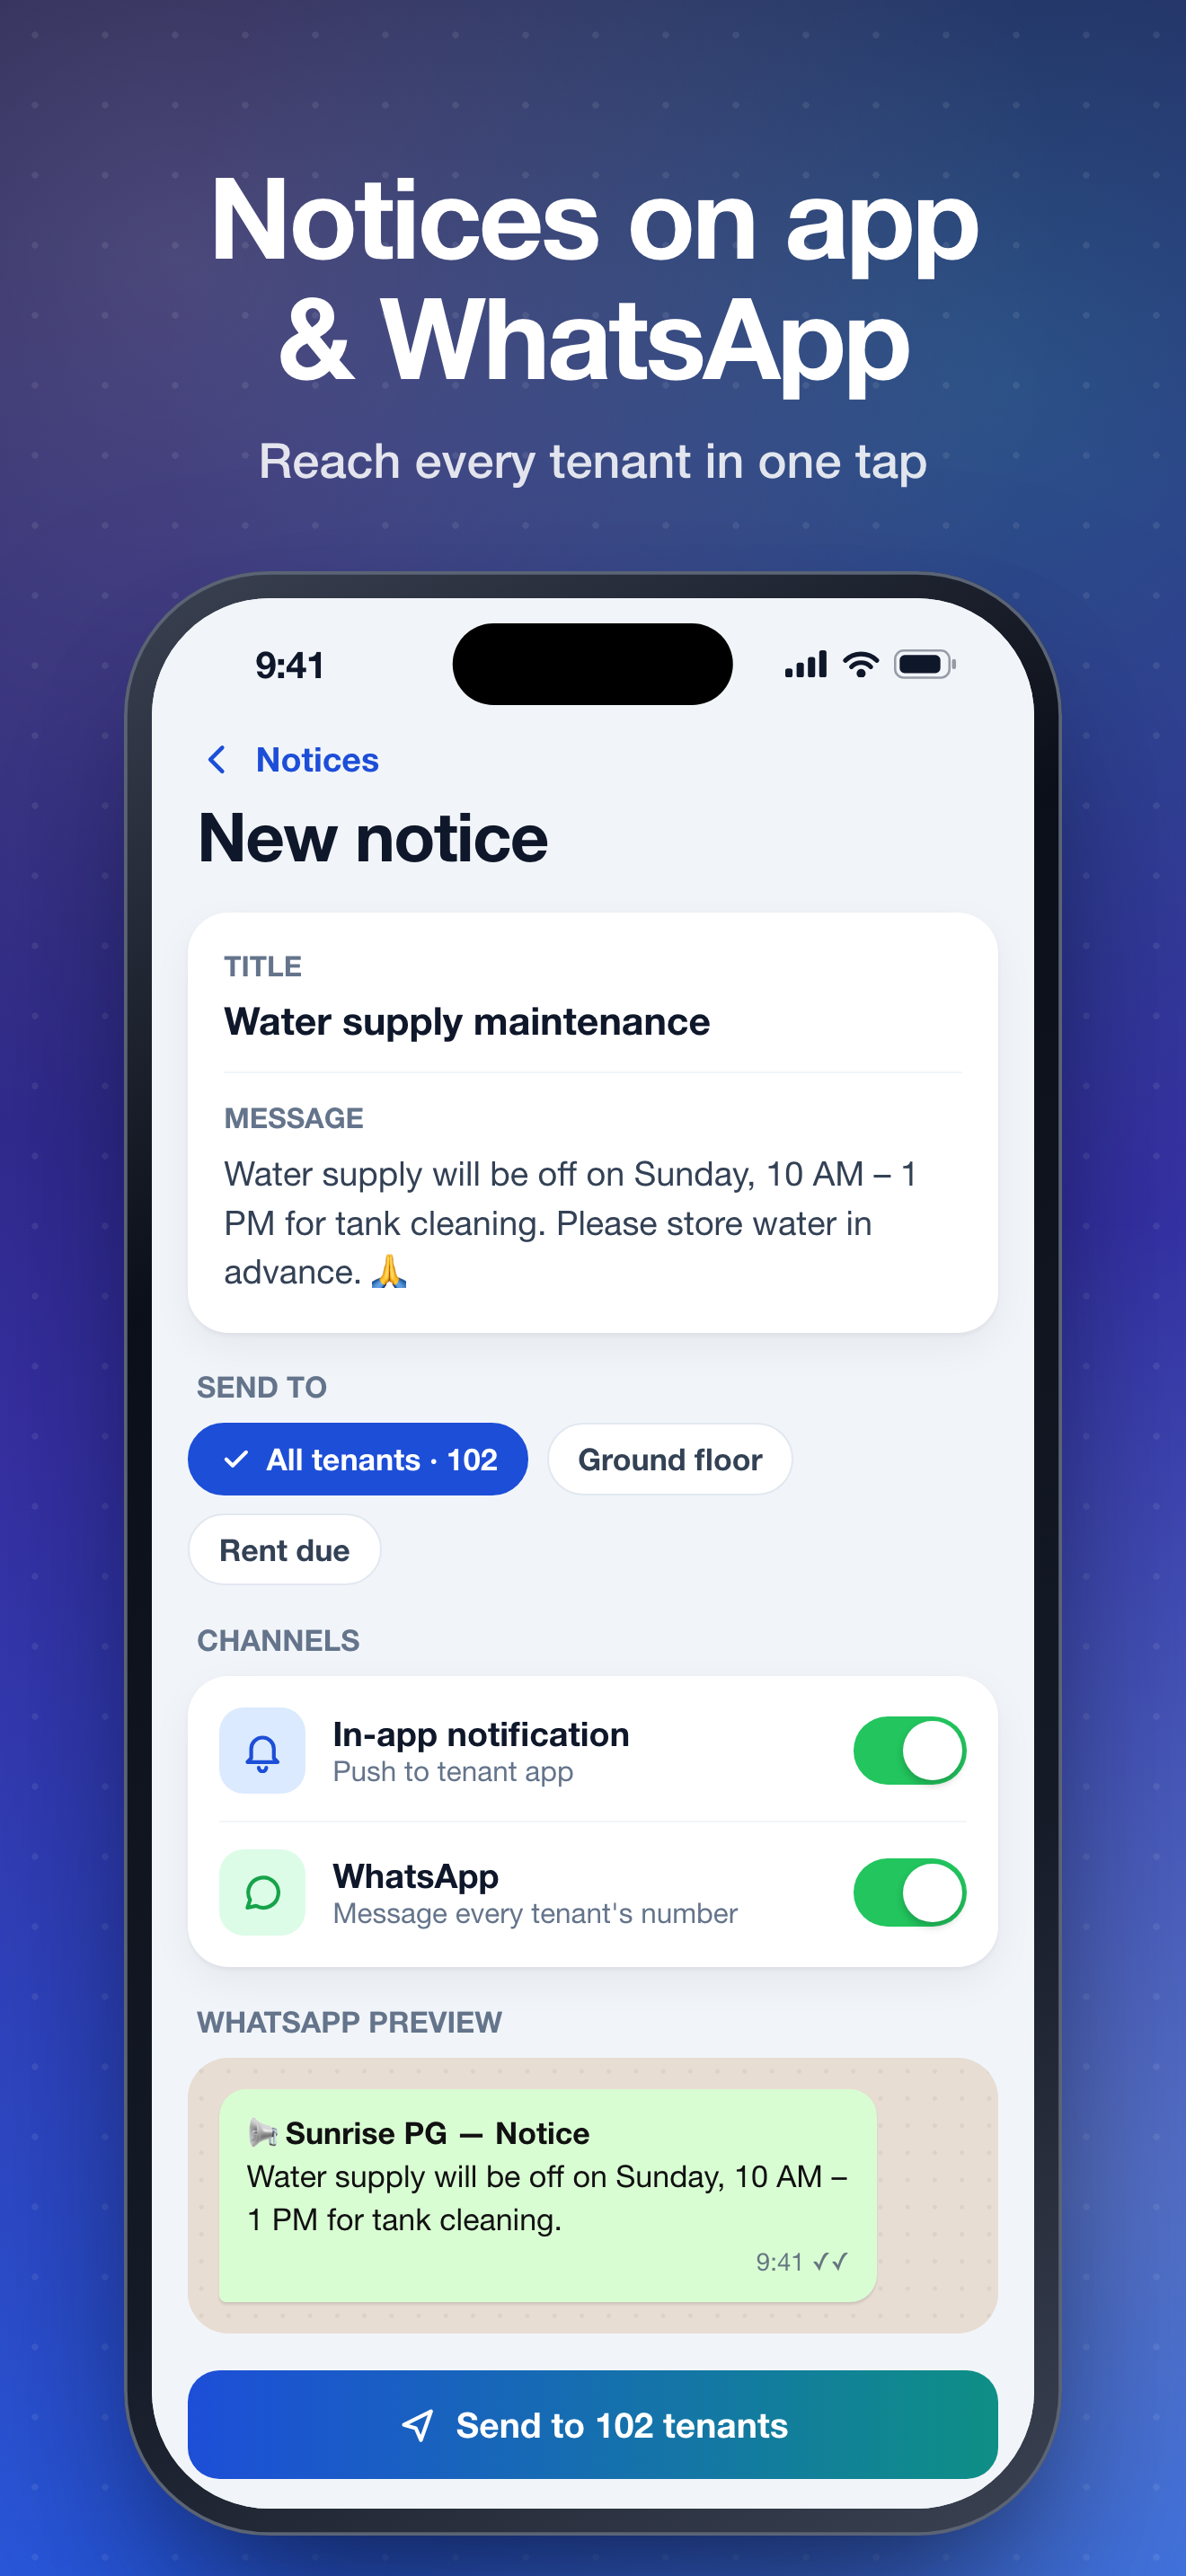 Notices on app
& WhatsApp
Reach every tenant in one tap
9:41
Notices
New notice
TITLE
Water supply maintenance
MESSAGE
Water supply will be off on Sunday, 10 AM – 1
PM for tank cleaning. Please store water in
advance. 🙏
SEND TO
All tenants · 102
Ground floor
Rent due
CHANNELS
In-app notification
Push to tenant app
WhatsApp
Message every tenant's number
WHATSAPP PREVIEW
📢 Sunrise PG — Notice
Water supply will be off on Sunday, 10 AM –
1 PM for tank cleaning.
9:41 ✓✓
Send to 102 tenants